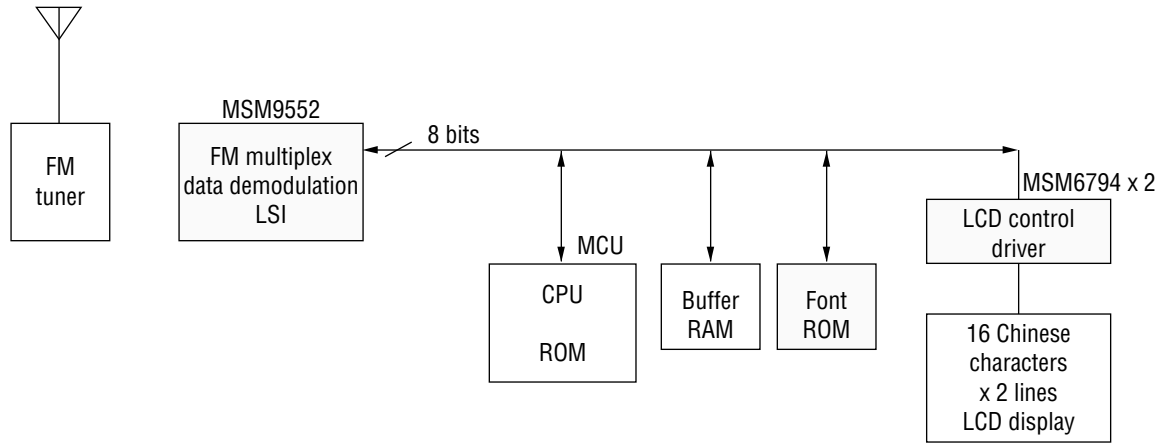 MSM9552
FM
tuner
FM multiplex
data demodulation
LSI
8 bits
MCU
CPU
ROM
Buffer
RAM
Font
ROM
MSM6794 x 2
LCD control
driver
16 Chinese
characters
x 2 lines
LCD display